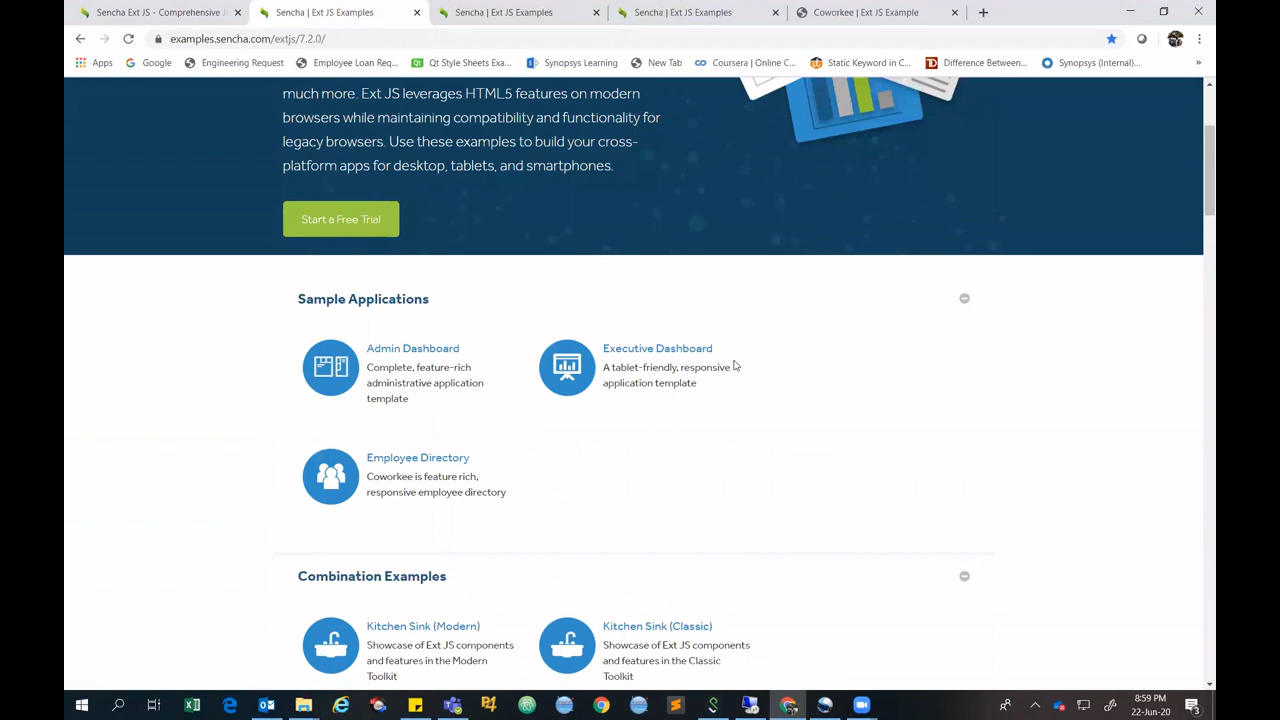 Sencha Ext JS - Comprehensive J
Sencha | Ext JS Examples
Sencha | Ext JS Examples
Sencha | Ext JS Examples
Coworkee | Ext JS Example
examples.sencha.com/extjs/7.2.0/
Apps
Google
Engineering Request
Employee Loan Req...
Qt Style Sheets Exa...
Synopsys Learning
New Tab
Coursera | Online C...
Static Keyword in C...
Difference Between...
Synopsys (Internal)...
much more. Ext JS leverages HTML5 features on modern
browsers while maintaining compatibility and functionality for
legacy browsers. Use these examples to build your cross-
platform apps for desktop, tablets, and smartphones.
Start a Free Trial
Sample Applications
Admin Dashboard
Complete, feature-rich
administrative application
template
Executive Dashboard
A tablet-friendly, responsive
application template
Employee Directory
Coworkee is feature rich,
responsive employee directory
Combination Examples
Kitchen Sink (Modern)
Showcase of Ext JS components
and features in the Modern
Toolkit
Kitchen Sink (Classic)
Showcase of Ext JS components
and features in the Classic
Toolkit
8:59 PM
22-Jun-20